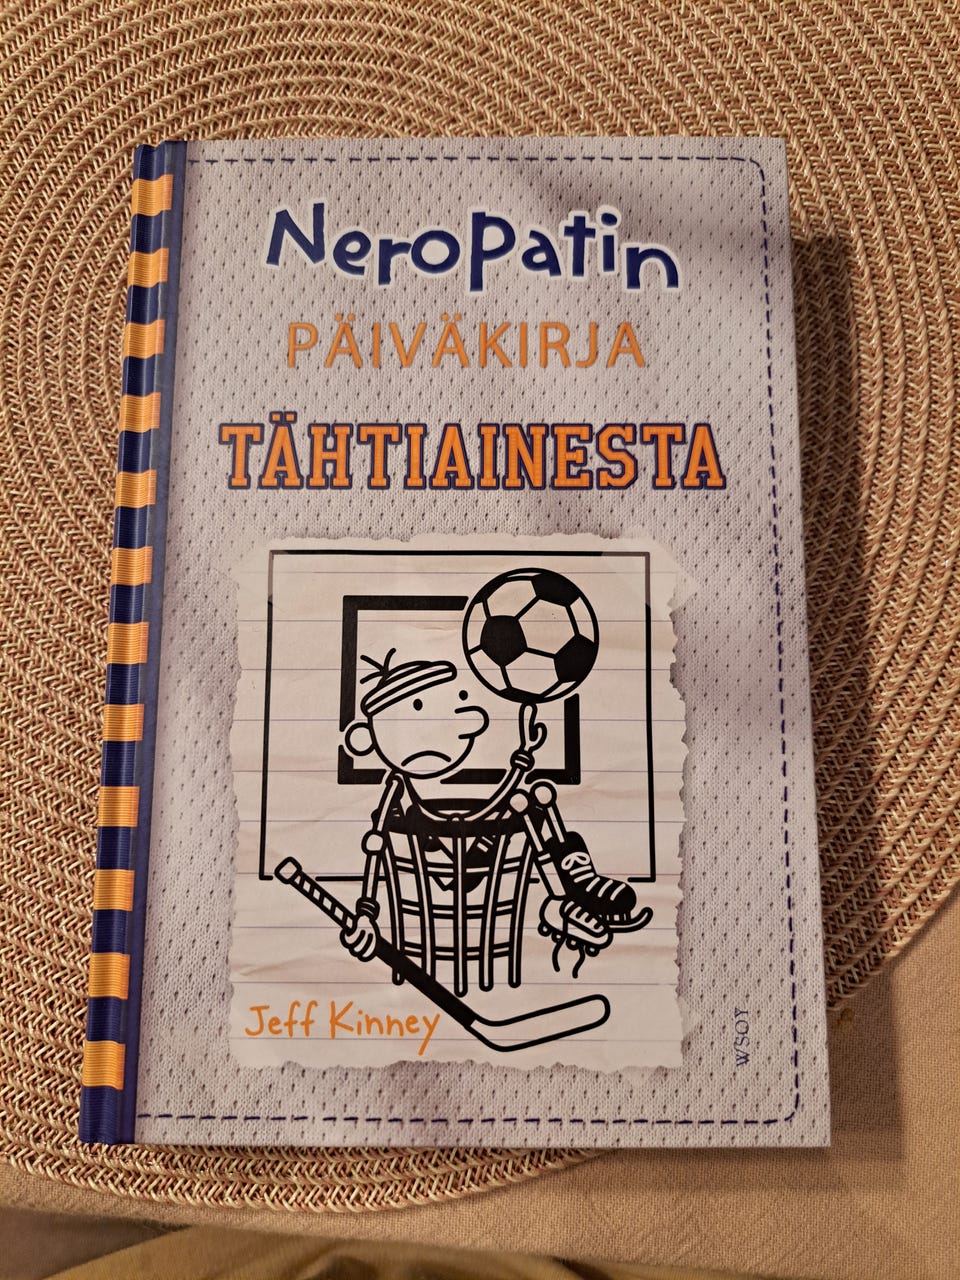 Neropatin
PÄIVÄKIRJA
TÄHTIAINESTA
Jeff Kinney
WSOY